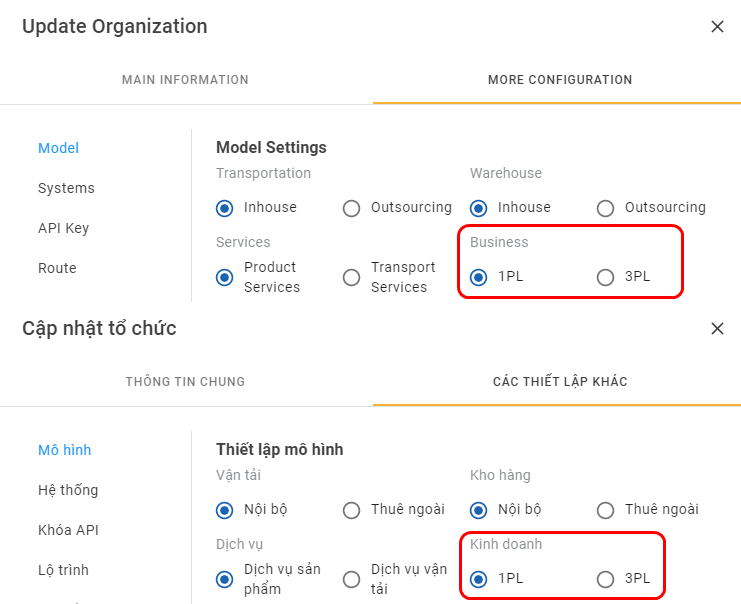 Update Organization
MAIN INFORMATION
MORE CONFIGURATION
Model
Systems
API Key
Route
Model Settings
Transportation
Warehouse
Inhouse
Outsourcing
Inhouse
Outsourcing
Services
Business
Product
Services
Transport
Services
1PL
3PL
Cập nhật tổ chức
THÔNG TIN CHUNG
CÁC THIẾT LẬP KHÁC
Mô hình
Hệ thống
Khóa API
Lộ trình
Thiết lập mô hình
Vận tải
Kho hàng
Nội bộ
Thuê ngoài
Nội bộ
Thuê ngoài
Dịch vụ
Kinh doanh
Dịch vụ sản
phẩm
Dịch vụ vận
tải
1PL
3PL